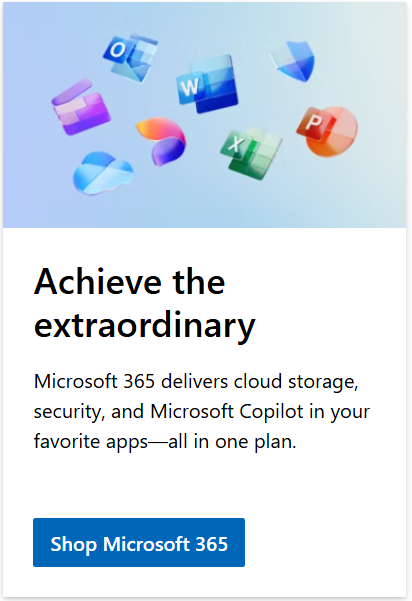 O
W
X
P
Achieve the
extraordinary
Microsoft 365 delivers cloud storage,
security, and Microsoft Copilot in your
favorite apps—all in one plan.
Shop Microsoft 365